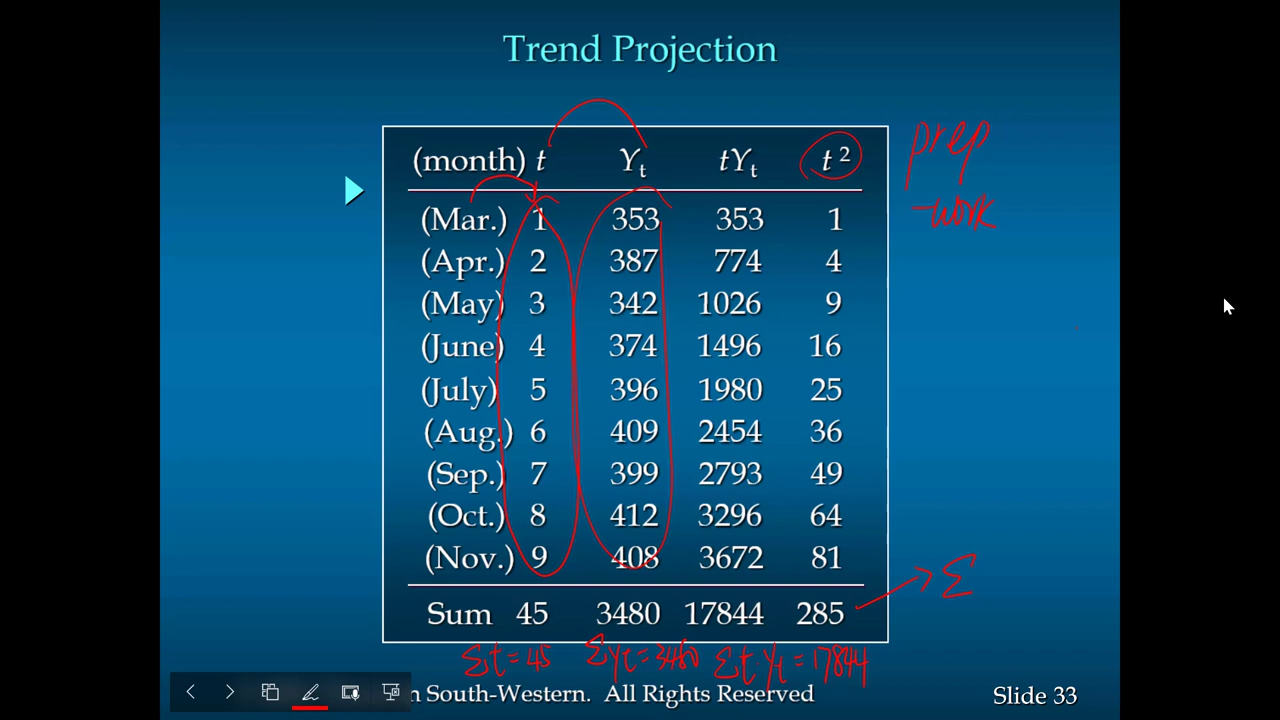 Trend Projection
(month) t Yt tYt t 2
(Mar.) 1 353 353 1
(Apr.) 2 387 774 4
(May) 3 342 1026 9
(June) 4 374 1496 16
(July) 5 396 1980 25
(Aug.) 6 409 2454 36
(Sep.) 7 399 2793 49
(Oct.) 8 412 3296 64
(Nov.) 9 408 3672 81
Sum 45 3480 17844 285
prep
-work
Σ
Σt = 45 ΣYt = 3480 Σt·Yt = 17844
n South-Western. All Rights Reserved
Slide 33